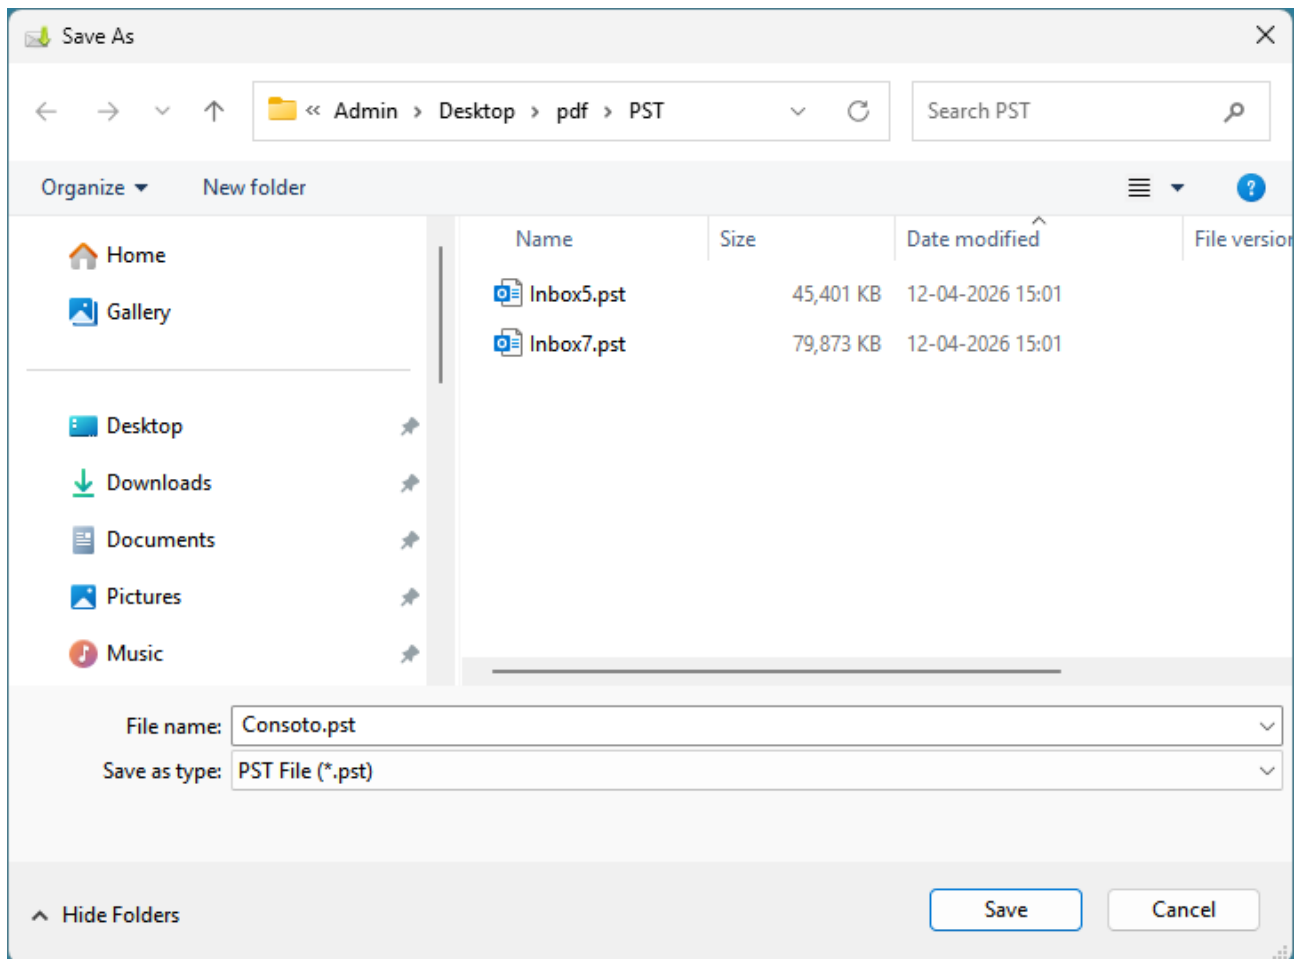 Save As
« Admin > Desktop > pdf > PST
Search PST
Organize
New folder
Home
Gallery
Desktop
Downloads
Documents
Pictures
Music
Name Size Date modified File version
Inbox5.pst 45,401 KB 12-04-2026 15:01
Inbox7.pst 79,873 KB 12-04-2026 15:01
File name: Consoto.pst
Save as type: PST File (*.pst)
Hide Folders
Save
Cancel